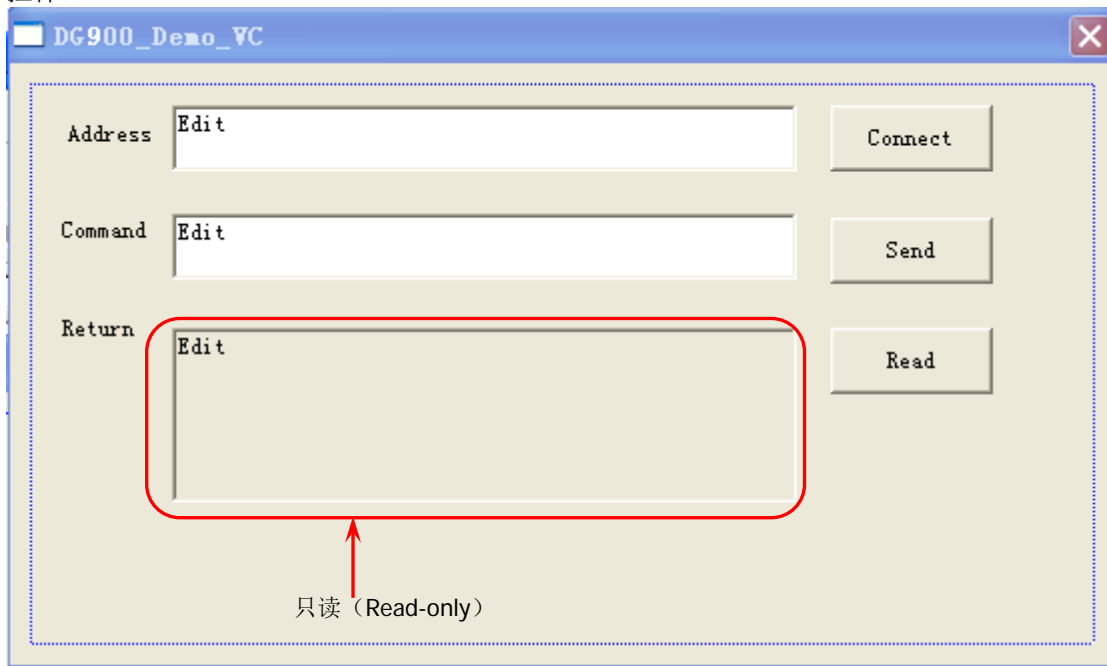 DG900_Demo_VC
Address
Edit
Connect
Command
Edit
Send
Return
Edit
Read
只读（Read-only）